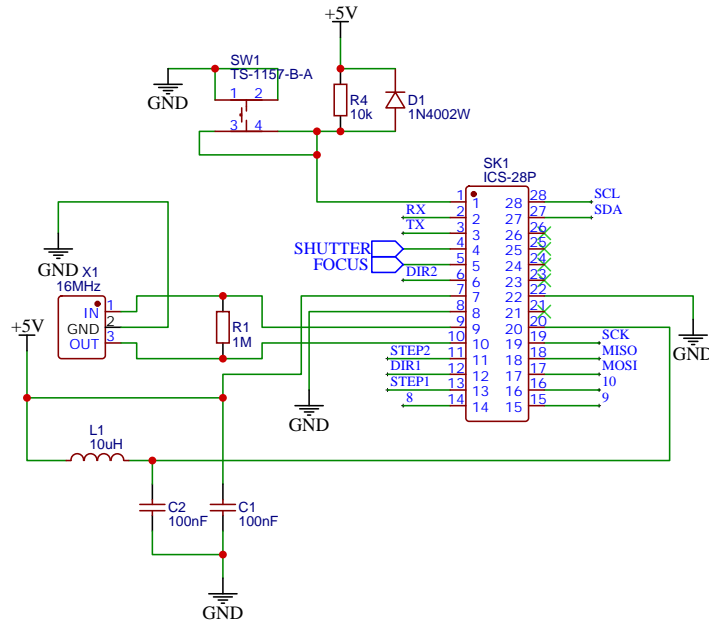 +5V
SW1
TS-1157-B-A
GND
1 2
3 4
R4
10k
D1
1N4002W
SK1
ICS-28P
1 1 28 28 SCL
RX 2 2 27 27 SDA
TX 3 3 26 26
SHUTTER 4 4 25 25
FOCUS 5 5 24 24
DIR2 6 6 23 23
7 7 22 22
8 8 21 21
9 9 20 20
10 10 19 19 SCK
STEP2 11 11 18 18 MISO
DIR1 12 12 17 17 MOSI
STEP1 13 13 16 16 10
8 14 14 15 15 9
GND
GND
X1
16MHz
IN 1
GND 2
OUT 3
R1
1M
+5V
GND
L1
10uH
C2
100nF
C1
100nF
GND